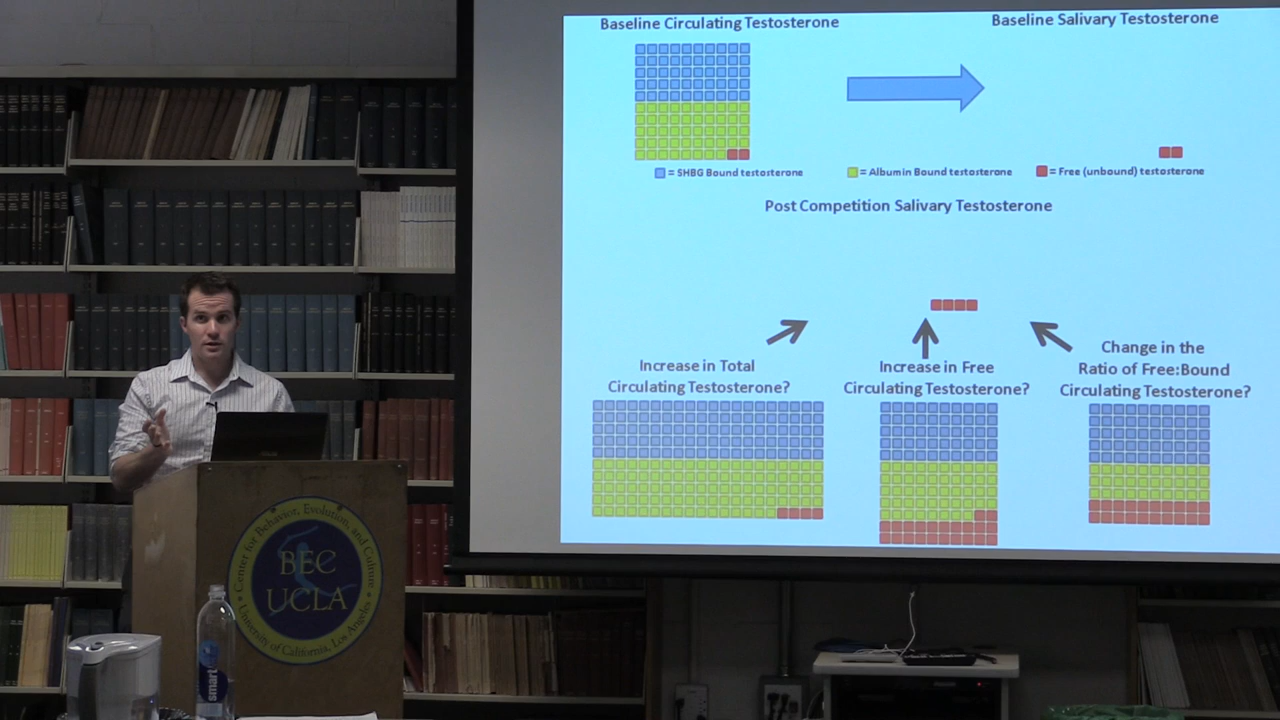 Baseline Circulating Testosterone
Baseline Salivary Testosterone
= SHBG Bound testosterone
= Albumin Bound testosterone
= Free (unbound) testosterone
Post Competition Salivary Testosterone
Increase in Total
Circulating Testosterone?
Increase in Free
Circulating Testosterone?
Change in the
Ratio of Free:Bound
Circulating Testosterone?
Center for Behavior, Evolution, and Culture
BEC
UCLA
University of California, Los Angeles
smart